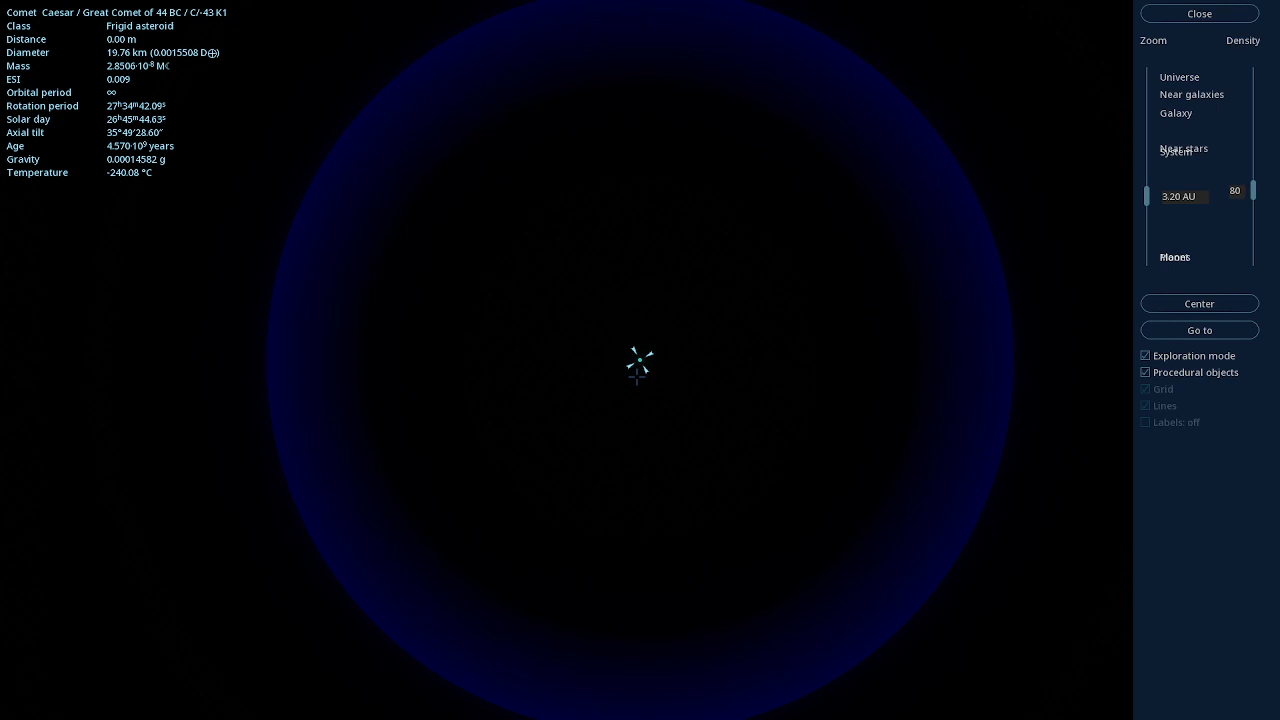 Comet Caesar / Great Comet of 44 BC / C/-43 K1
Class Frigid asteroid
Distance 0.00 m
Diameter 19.76 km (0.0015508 D⊕)
Mass 2.8506·10⁻⁸ M☾
ESI 0.009
Orbital period ∞
Rotation period 27ʰ34ᵐ42.09ˢ
Solar day 26ʰ45ᵐ44.63ˢ
Axial tilt 35°49′28.60″
Age 4.570·10⁹ years
Gravity 0.00014582 g
Temperature -240.08 °C
Close
Zoom Density
Universe
Near galaxies
Galaxy
Near stars
System
3.20 AU 80
Center
Go to
Exploration mode
Procedural objects
Grid
Lines
Labels: off